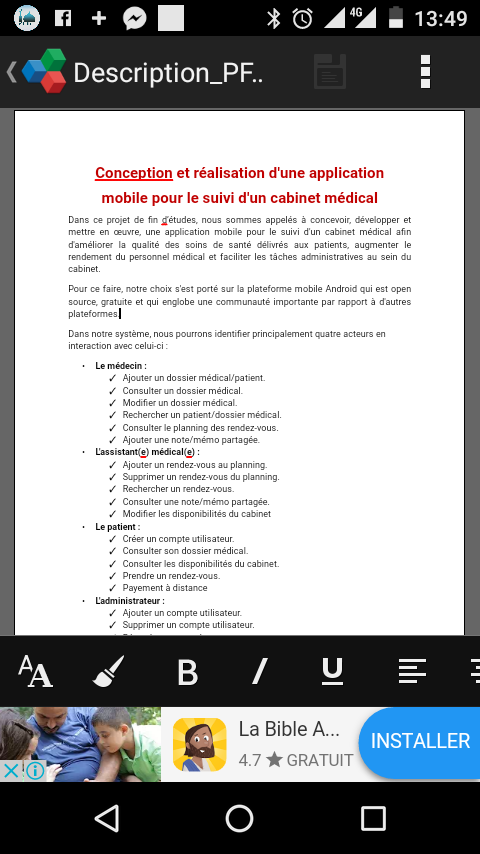 4G 13:49
Description_PF..
Conception et réalisation d'une application
mobile pour le suivi d'un cabinet médical
Dans ce projet de fin d'études, nous sommes appelés à concevoir, développer et
mettre en œuvre, une application mobile pour le suivi d'un cabinet médical afin
d'améliorer la qualité des soins de santé délivrés aux patients, augmenter le
rendement du personnel médical et faciliter les tâches administratives au sein du
cabinet.
Pour ce faire, notre choix s'est porté sur la plateforme mobile Android qui est open
source, gratuite et qui englobe une communauté importante par rapport à d'autres
plateformes.
Dans notre système, nous pourrons identifier principalement quatre acteurs en
interaction avec celui-ci :
• Le médecin :
✓ Ajouter un dossier médical/patient.
✓ Consulter un dossier médical.
✓ Modifier un dossier médical.
✓ Rechercher un patient/dossier médical.
✓ Consulter le planning des rendez-vous.
✓ Ajouter une note/mémo partagée.
• L'assistant(e) médical(e) :
✓ Ajouter un rendez-vous au planning.
✓ Supprimer un rendez-vous du planning.
✓ Rechercher un rendez-vous.
✓ Consulter une note/mémo partagée.
✓ Modifier les disponibilités du cabinet
• Le patient :
✓ Créer un compte utilisateur.
✓ Consulter son dossier médical.
✓ Consulter les disponibilités du cabinet.
✓ Prendre un rendez-vous.
✓ Payement à distance
• L'administrateur :
✓ Ajouter un compte utilisateur.
✓ Supprimer un compte utilisateur.
AA B I U
La Bible A...
4.7 ★ GRATUIT
INSTALLER